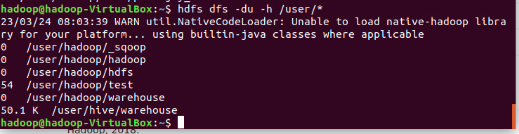 hadoop@hadoop-VirtualBox:~$ hdfs dfs -du -h /user/*
23/03/24 08:03:39 WARN util.NativeCodeLoader: Unable to load native-hadoop libra
ry for your platform... using builtin-java classes where applicable
0  /user/hadoop/_sqoop
0  /user/hadoop/hadoop
0  /user/hadoop/hdfs
54  /user/hadoop/test
0  /user/hadoop/warehouse
50.1 K  /user/hive/warehouse
hadoop@hadoop-VirtualBox:~$
Hadoop, 2018.